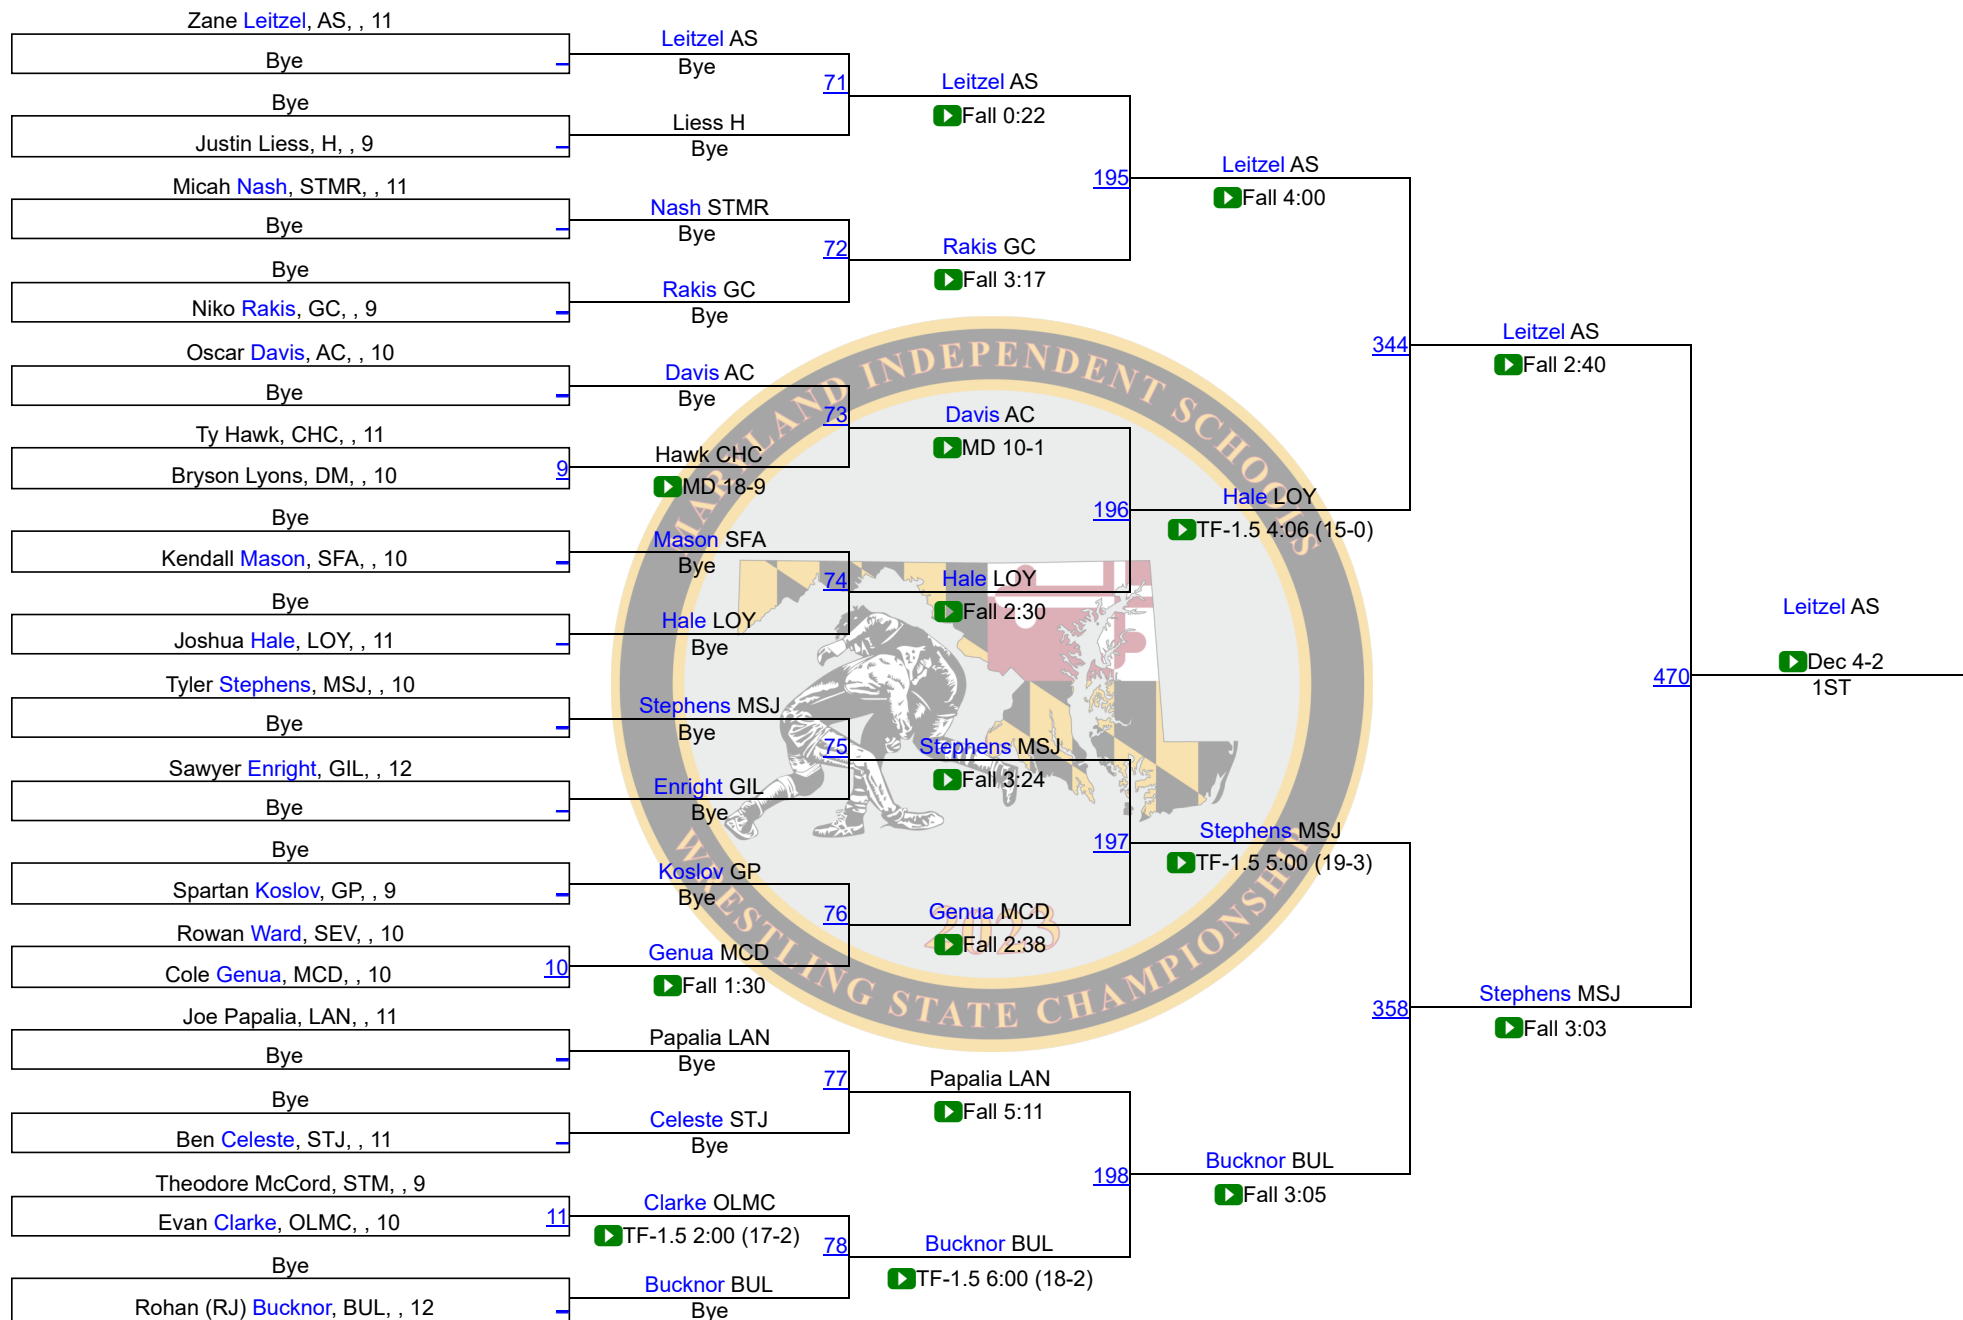 Zane Leitzel, AS, , 11
Bye
Bye
Justin Liess, H, , 9
Micah Nash, STMR, , 11
Bye
Bye
Niko Rakis, GC, , 9
Oscar Davis, AC, , 10
Bye
Ty Hawk, CHC, , 11
Bryson Lyons, DM, , 10
9
Bye
Kendall Mason, SFA, , 10
Bye
Joshua Hale, LOY, , 11
Tyler Stephens, MSJ, , 10
Bye
Sawyer Enright, GIL, , 12
Bye
Bye
Spartan Koslov, GP, , 9
Rowan Ward, SEV, , 10
Cole Genua, MCD, , 10
10
Joe Papalia, LAN, , 11
Bye
Bye
Ben Celeste, STJ, , 11
Theodore McCord, STM, , 9
Evan Clarke, OLMC, , 10
11
Bye
Rohan (RJ) Bucknor, BUL, , 12
Leitzel AS
Bye
71
Liess H
Bye
Nash STMR
Bye
72
Rakis GC
Bye
Davis AC
Bye
73
Hawk CHC
MD 18-9
Mason SFA
Bye
74
Hale LOY
Bye
Stephens MSJ
Bye
75
Enright GIL
Bye
Koslov GP
Bye
76
Genua MCD
Fall 1:30
Papalia LAN
Bye
77
Celeste STJ
Bye
Clarke OLMC
TF-1.5 2:00 (17-2)
78
Bucknor BUL
Bye
Leitzel AS
Fall 0:22
195
Rakis GC
Fall 3:17
Davis AC
MD 10-1
196
Hale LOY
Fall 2:30
Stephens MSJ
Fall 3:24
197
Genua MCD
Fall 2:38
Papalia LAN
Fall 5:11
198
Bucknor BUL
TF-1.5 6:00 (18-2)
Leitzel AS
Fall 4:00
344
Hale LOY
TF-1.5 4:06 (15-0)
Stephens MSJ
TF-1.5 5:00 (19-3)
358
Bucknor BUL
Fall 3:05
Leitzel AS
Fall 2:40
470
Stephens MSJ
Fall 3:03
Leitzel AS
Dec 4-2
1ST
MARYLAND INDEPENDENT SCHOOLS
2023
WRESTLING STATE CHAMPIONSHIP